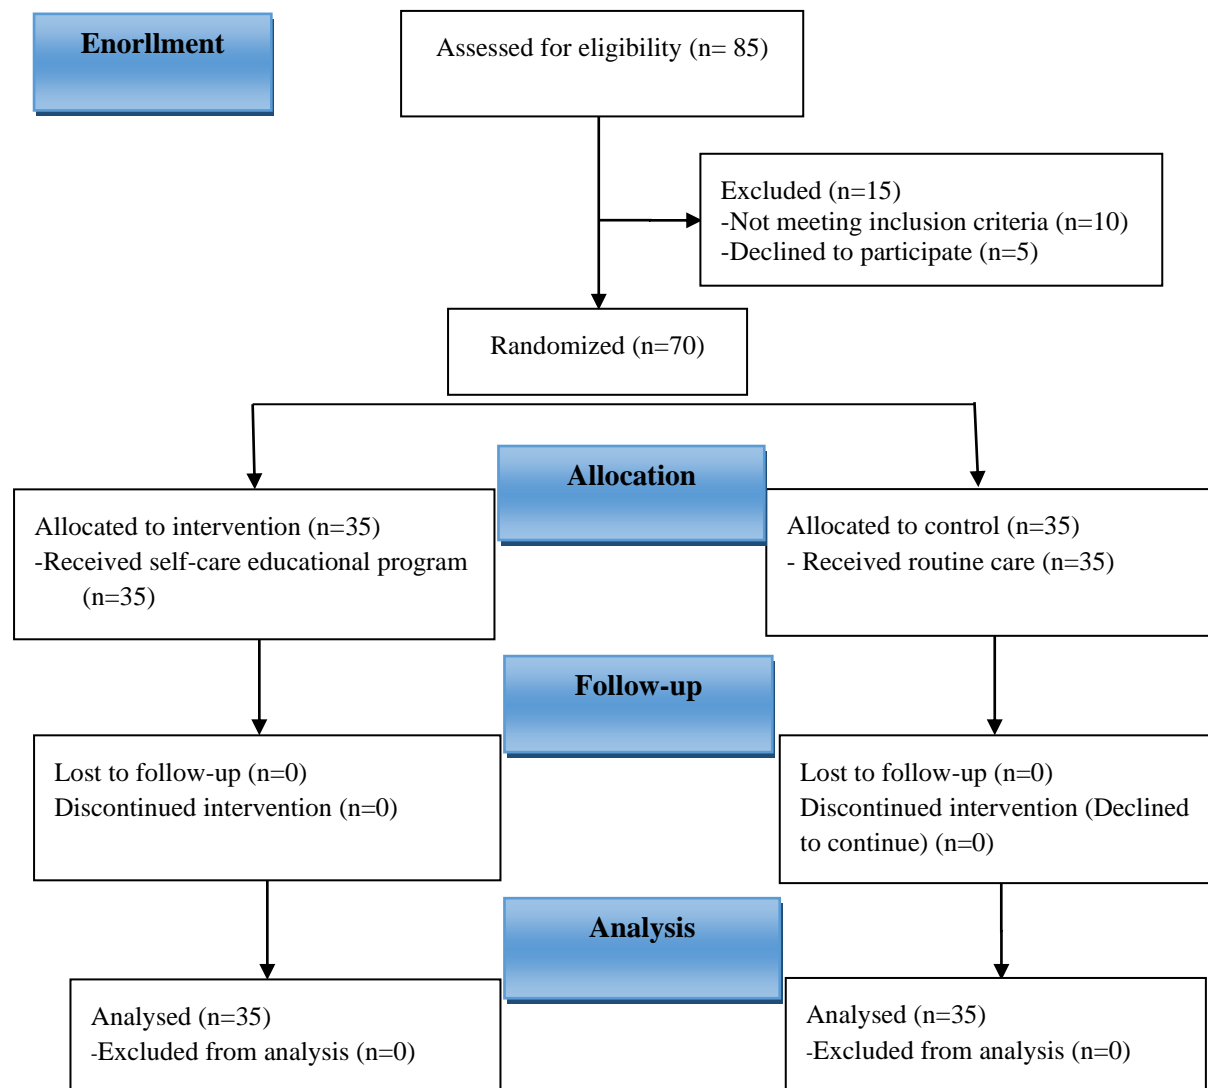 Enorllment
Assessed for eligibility (n= 85)
Excluded (n=15)
-Not meeting inclusion criteria (n=10)
-Declined to participate (n=5)
Randomized (n=70)
Allocation
Allocated to intervention (n=35)
-Received self-care educational program
(n=35)
Allocated to control (n=35)
- Received routine care (n=35)
Follow-up
Lost to follow-up (n=0)
Discontinued intervention (n=0)
Lost to follow-up (n=0)
Discontinued intervention (Declined
to continue) (n=0)
Analysis
Analysed (n=35)
-Excluded from analysis (n=0)
Analysed (n=35)
-Excluded from analysis (n=0)